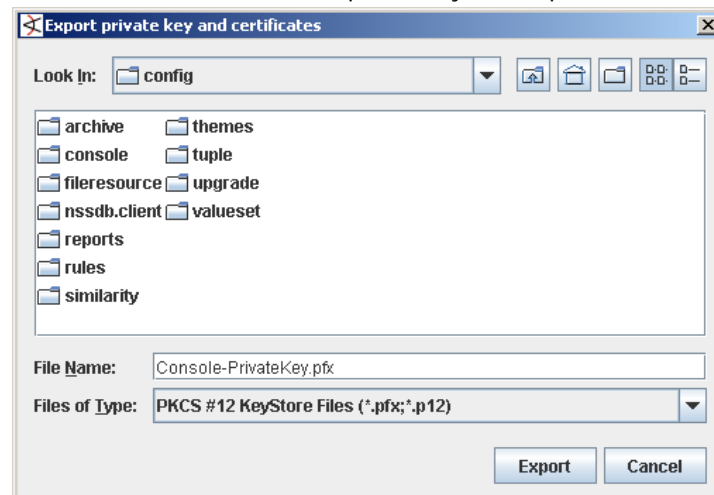 Export private key and certificates
Look In: config
archive themes
console tuple
fileresource upgrade
nssdb.client valueset
reports
rules
similarity
File Name: Console-PrivateKey.pfx
Files of Type: PKCS #12 KeyStore Files (*.pfx;*.p12)
Export Cancel